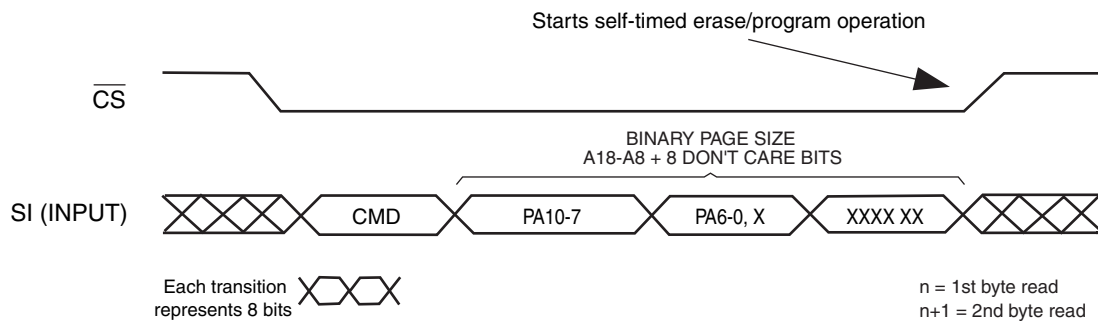 Starts self-timed erase/program operation
CS
BINARY PAGE SIZE
A18-A8 + 8 DON'T CARE BITS
SI (INPUT)
CMD
PA10-7
PA6-0, X
XXXX XX
Each transition
represents 8 bits
n = 1st byte read
n+1 = 2nd byte read